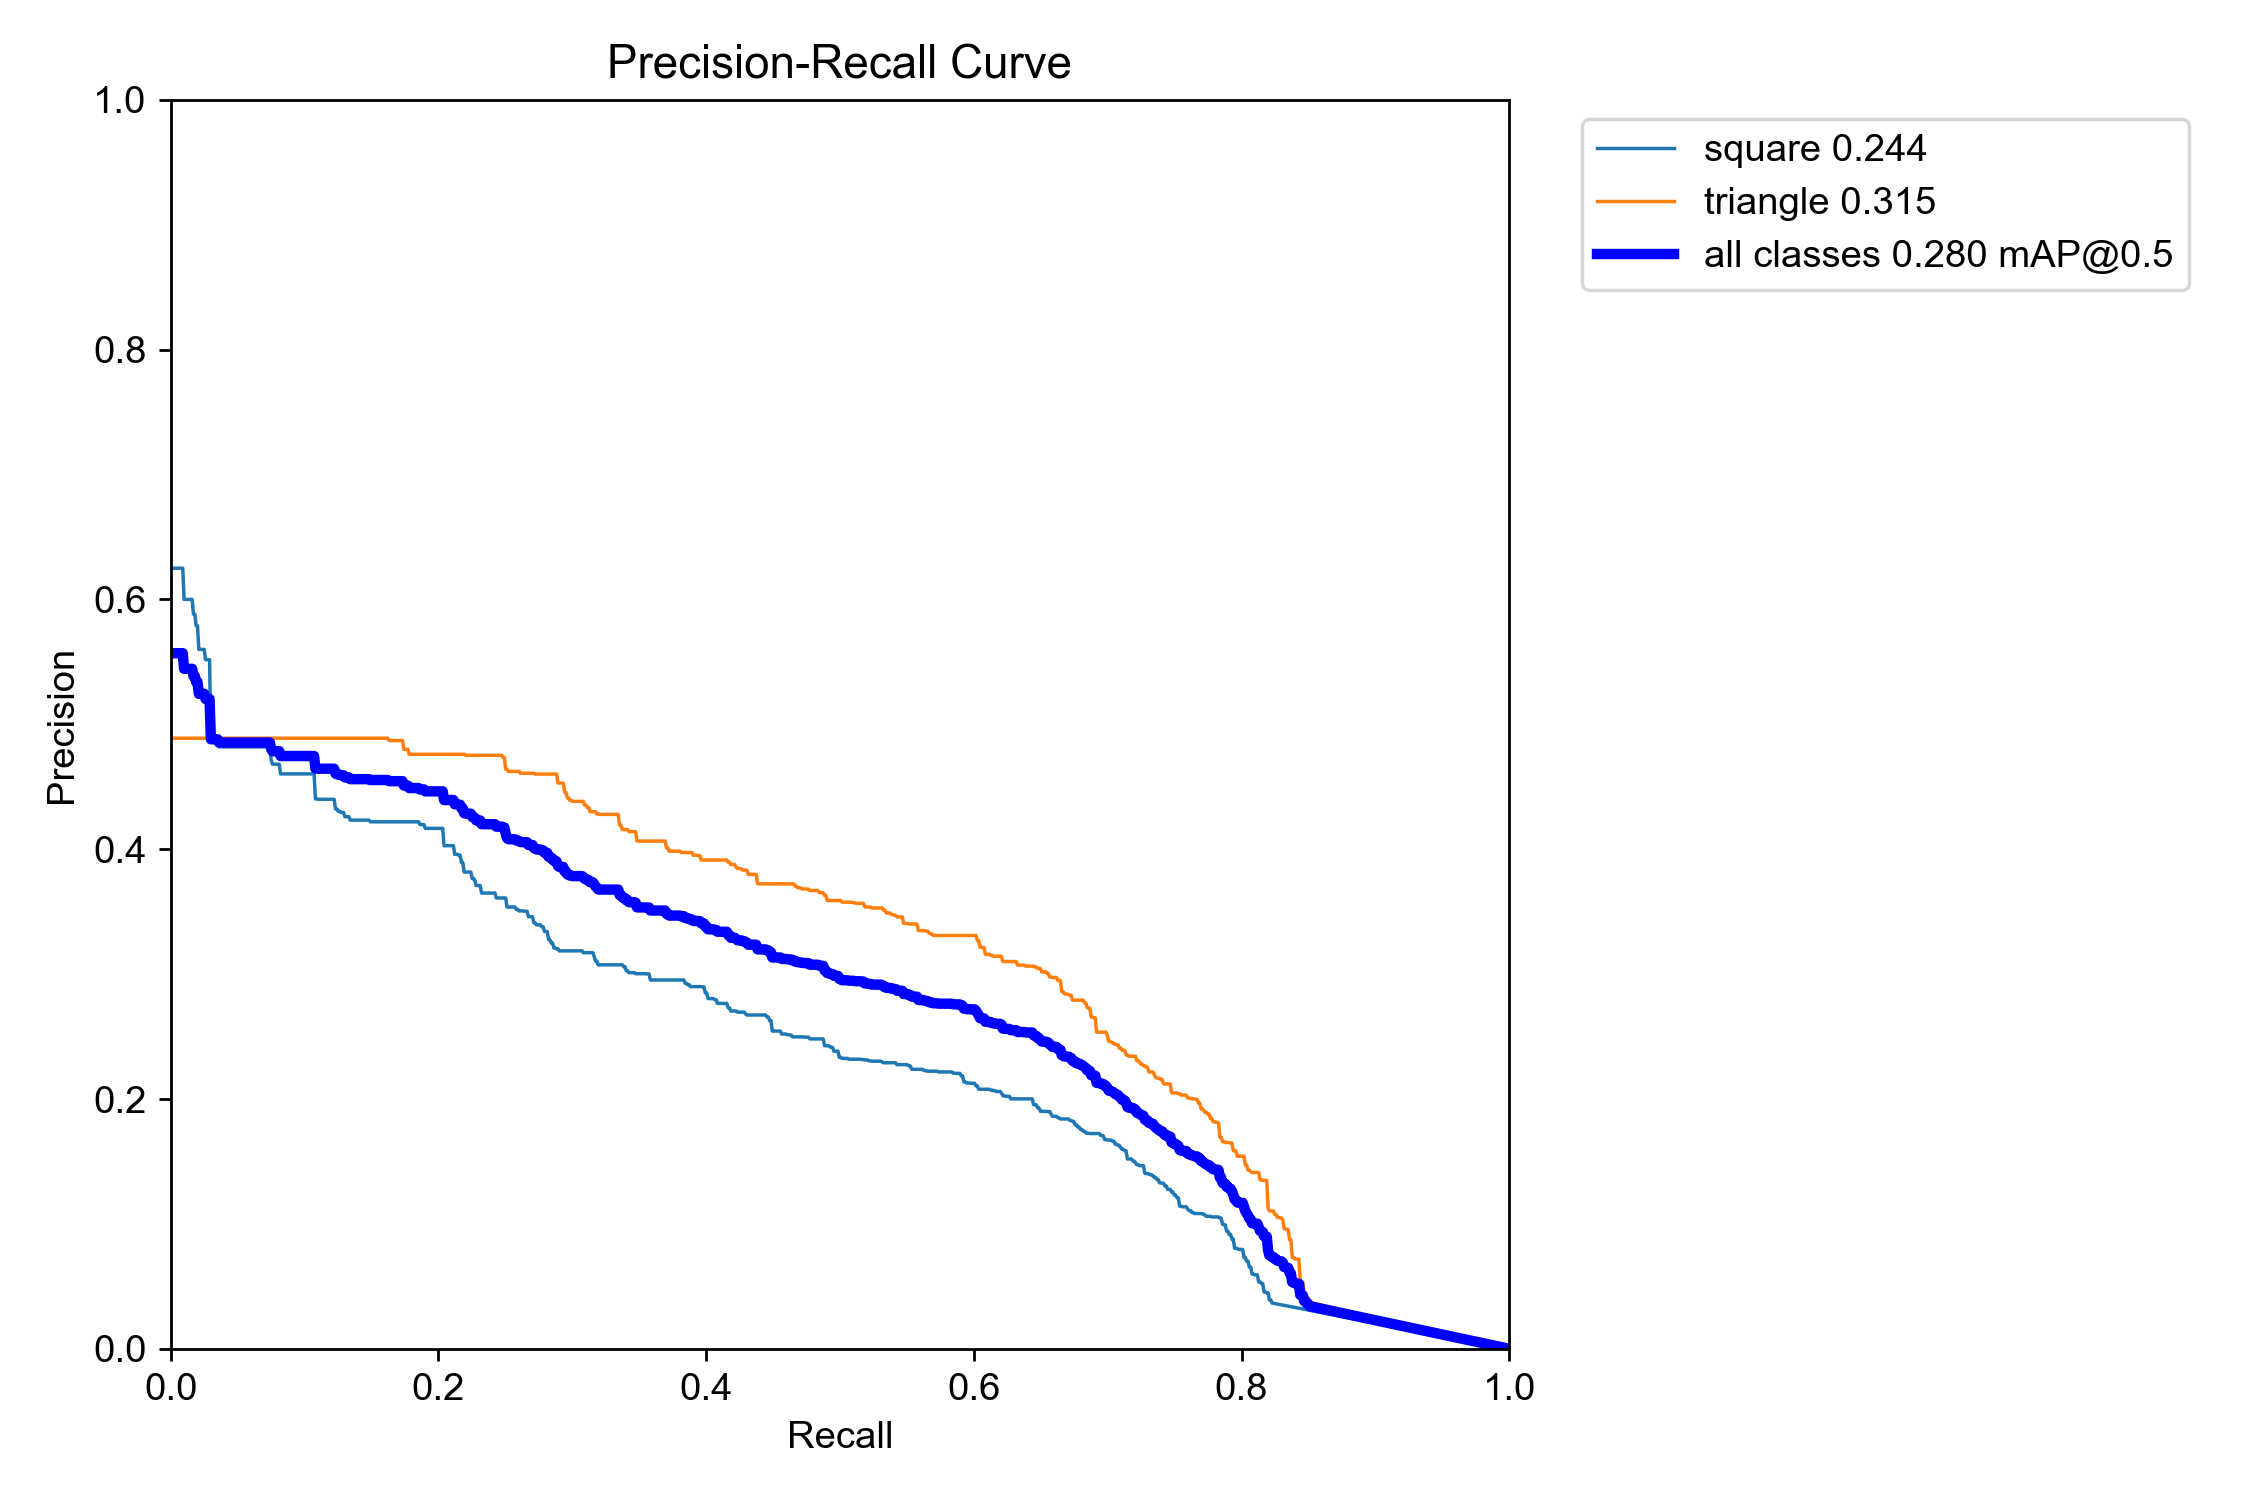 Precision-Recall Curve
1.0
0.8
0.6
0.4
0.2
0.0
Precision
0.0 0.2 0.4 0.6 0.8 1.0
Recall
square 0.244
triangle 0.315
all classes 0.280 mAP@0.5